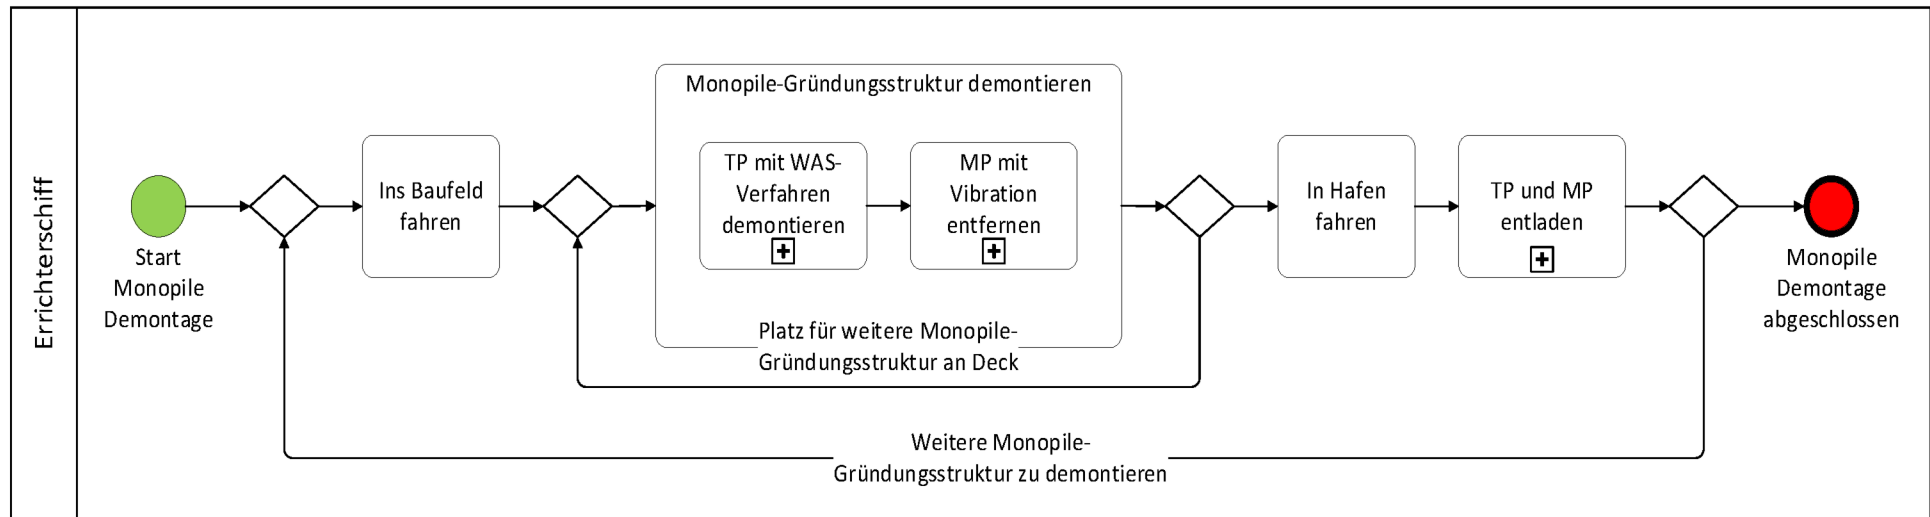 Errichterschiff
Start
Monopile
Demontage
Ins Baufeld
fahren
Monopile-Gründungsstruktur demontieren
TP mit WAS-
Verfahren
demontieren
MP mit
Vibration
entfernen
Platz für weitere Monopile-
Gründungsstruktur an Deck
In Hafen
fahren
TP und MP
entladen
Monopile
Demontage
abgeschlossen
Weitere Monopile-
Gründungsstruktur zu demontieren